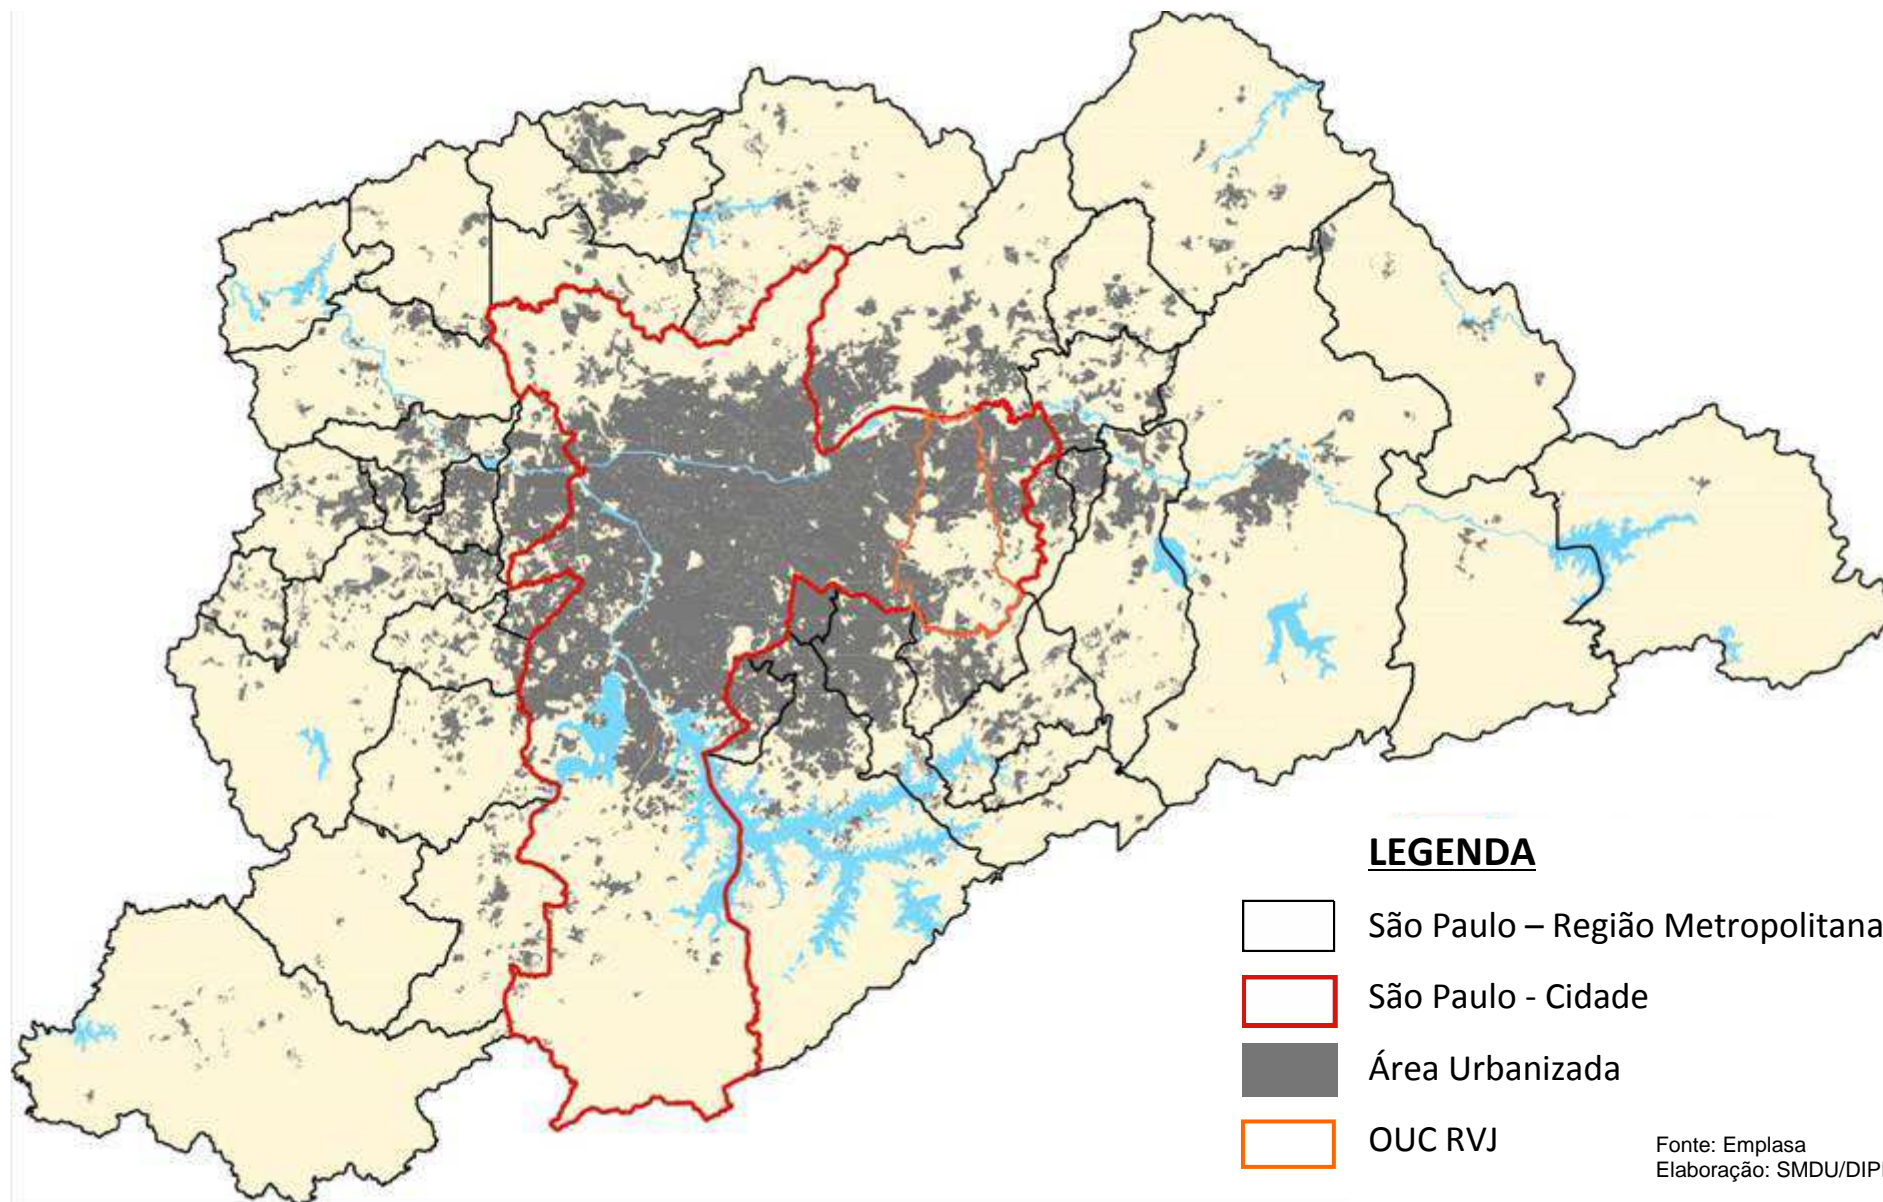 LEGENDA
São Paulo – Região Metropolitana
São Paulo - Cidade
Área Urbanizada
OUC RVJ
Fonte: Emplasa
Elaboração: SMDU/DIP